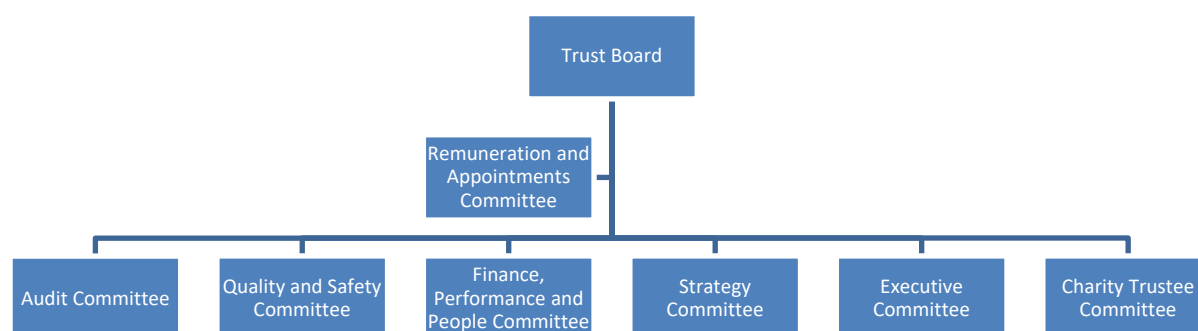 Trust Board
Remuneration and
Appointments
Committee
Audit Committee
Quality and Safety
Committee
Finance,
Performance and
People Committee
Strategy
Committee
Executive
Committee
Charity Trustee
Committee